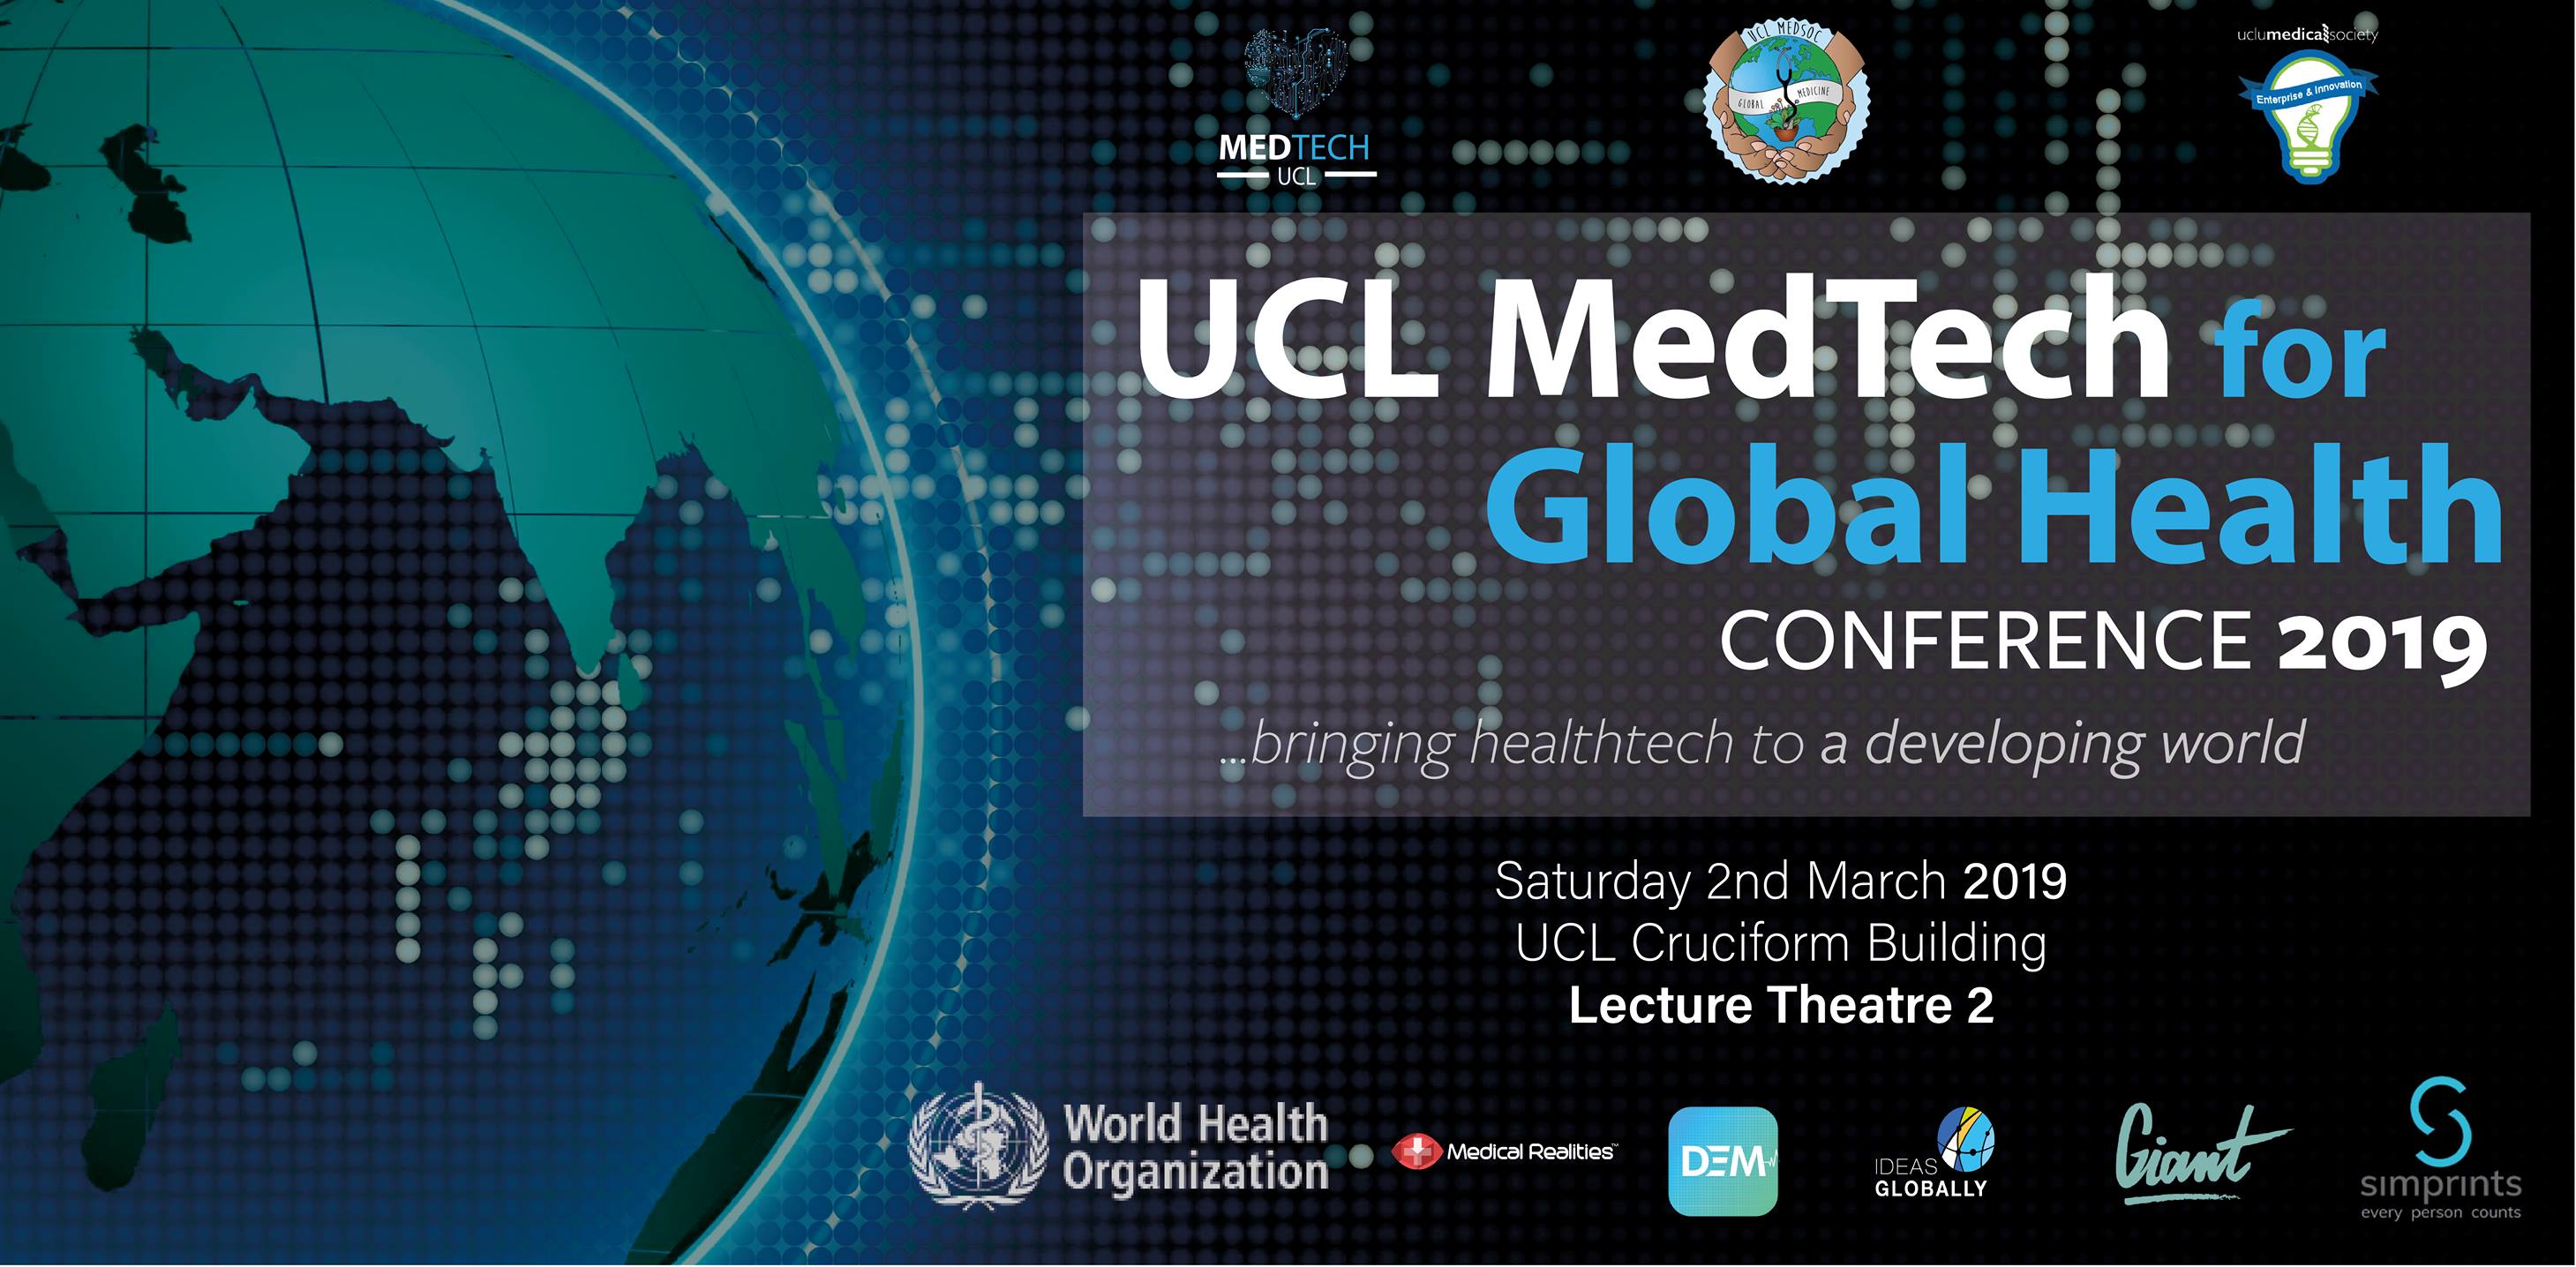 MEDTECH
UCL
UCL MEDSOC
GLOBAL MEDICINE
uclumedicalsociety
Enterprise & Innovation
UCL MedTech for
Global Health
CONFERENCE 2019
...bringing healthtech to a developing world
Saturday 2nd March 2019
UCL Cruciform Building
Lecture Theatre 2
World Health
Organization
Medical Realities™
DEM
IDEAS
GLOBALLY
Giant
simprints
every person counts